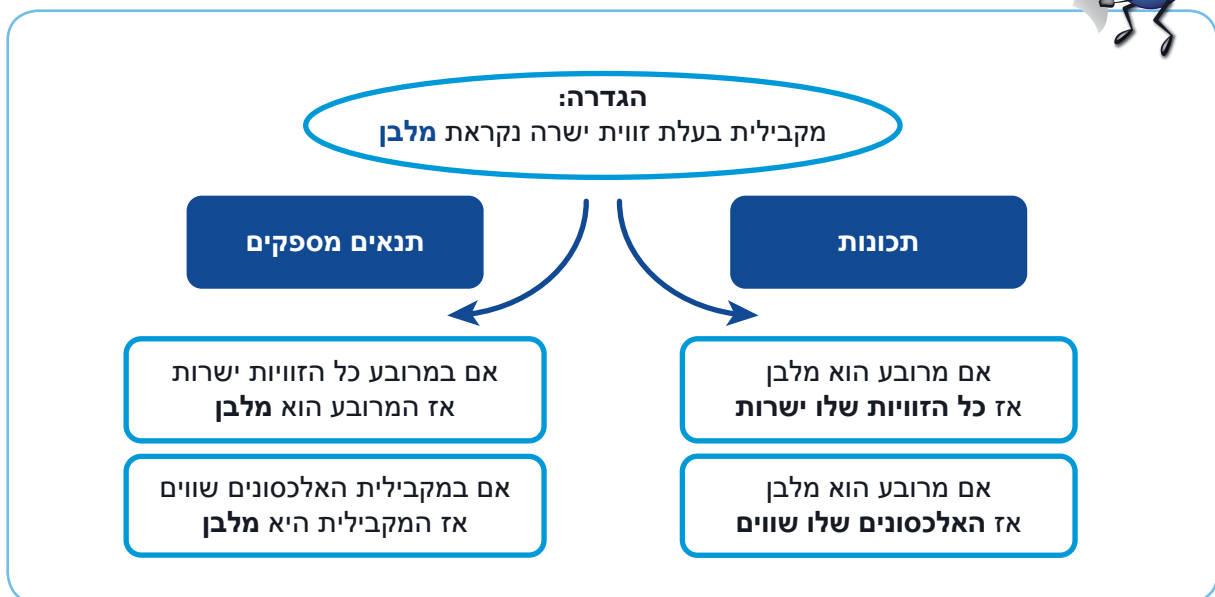 הגדרה:
מקבילית בעלת זווית ישרה נקראת מלבן
תכונות
אם מרובע הוא מלבן
אז כל הזוויות שלו ישרות
אם מרובע הוא מלבן
אז האלכסונים שלו שווים
תנאים מספקים
אם במרובע כל הזוויות ישרות
אז המרובע הוא מלבן
אם במקבילית האלכסונים שווים
אז המקבילית היא מלבן